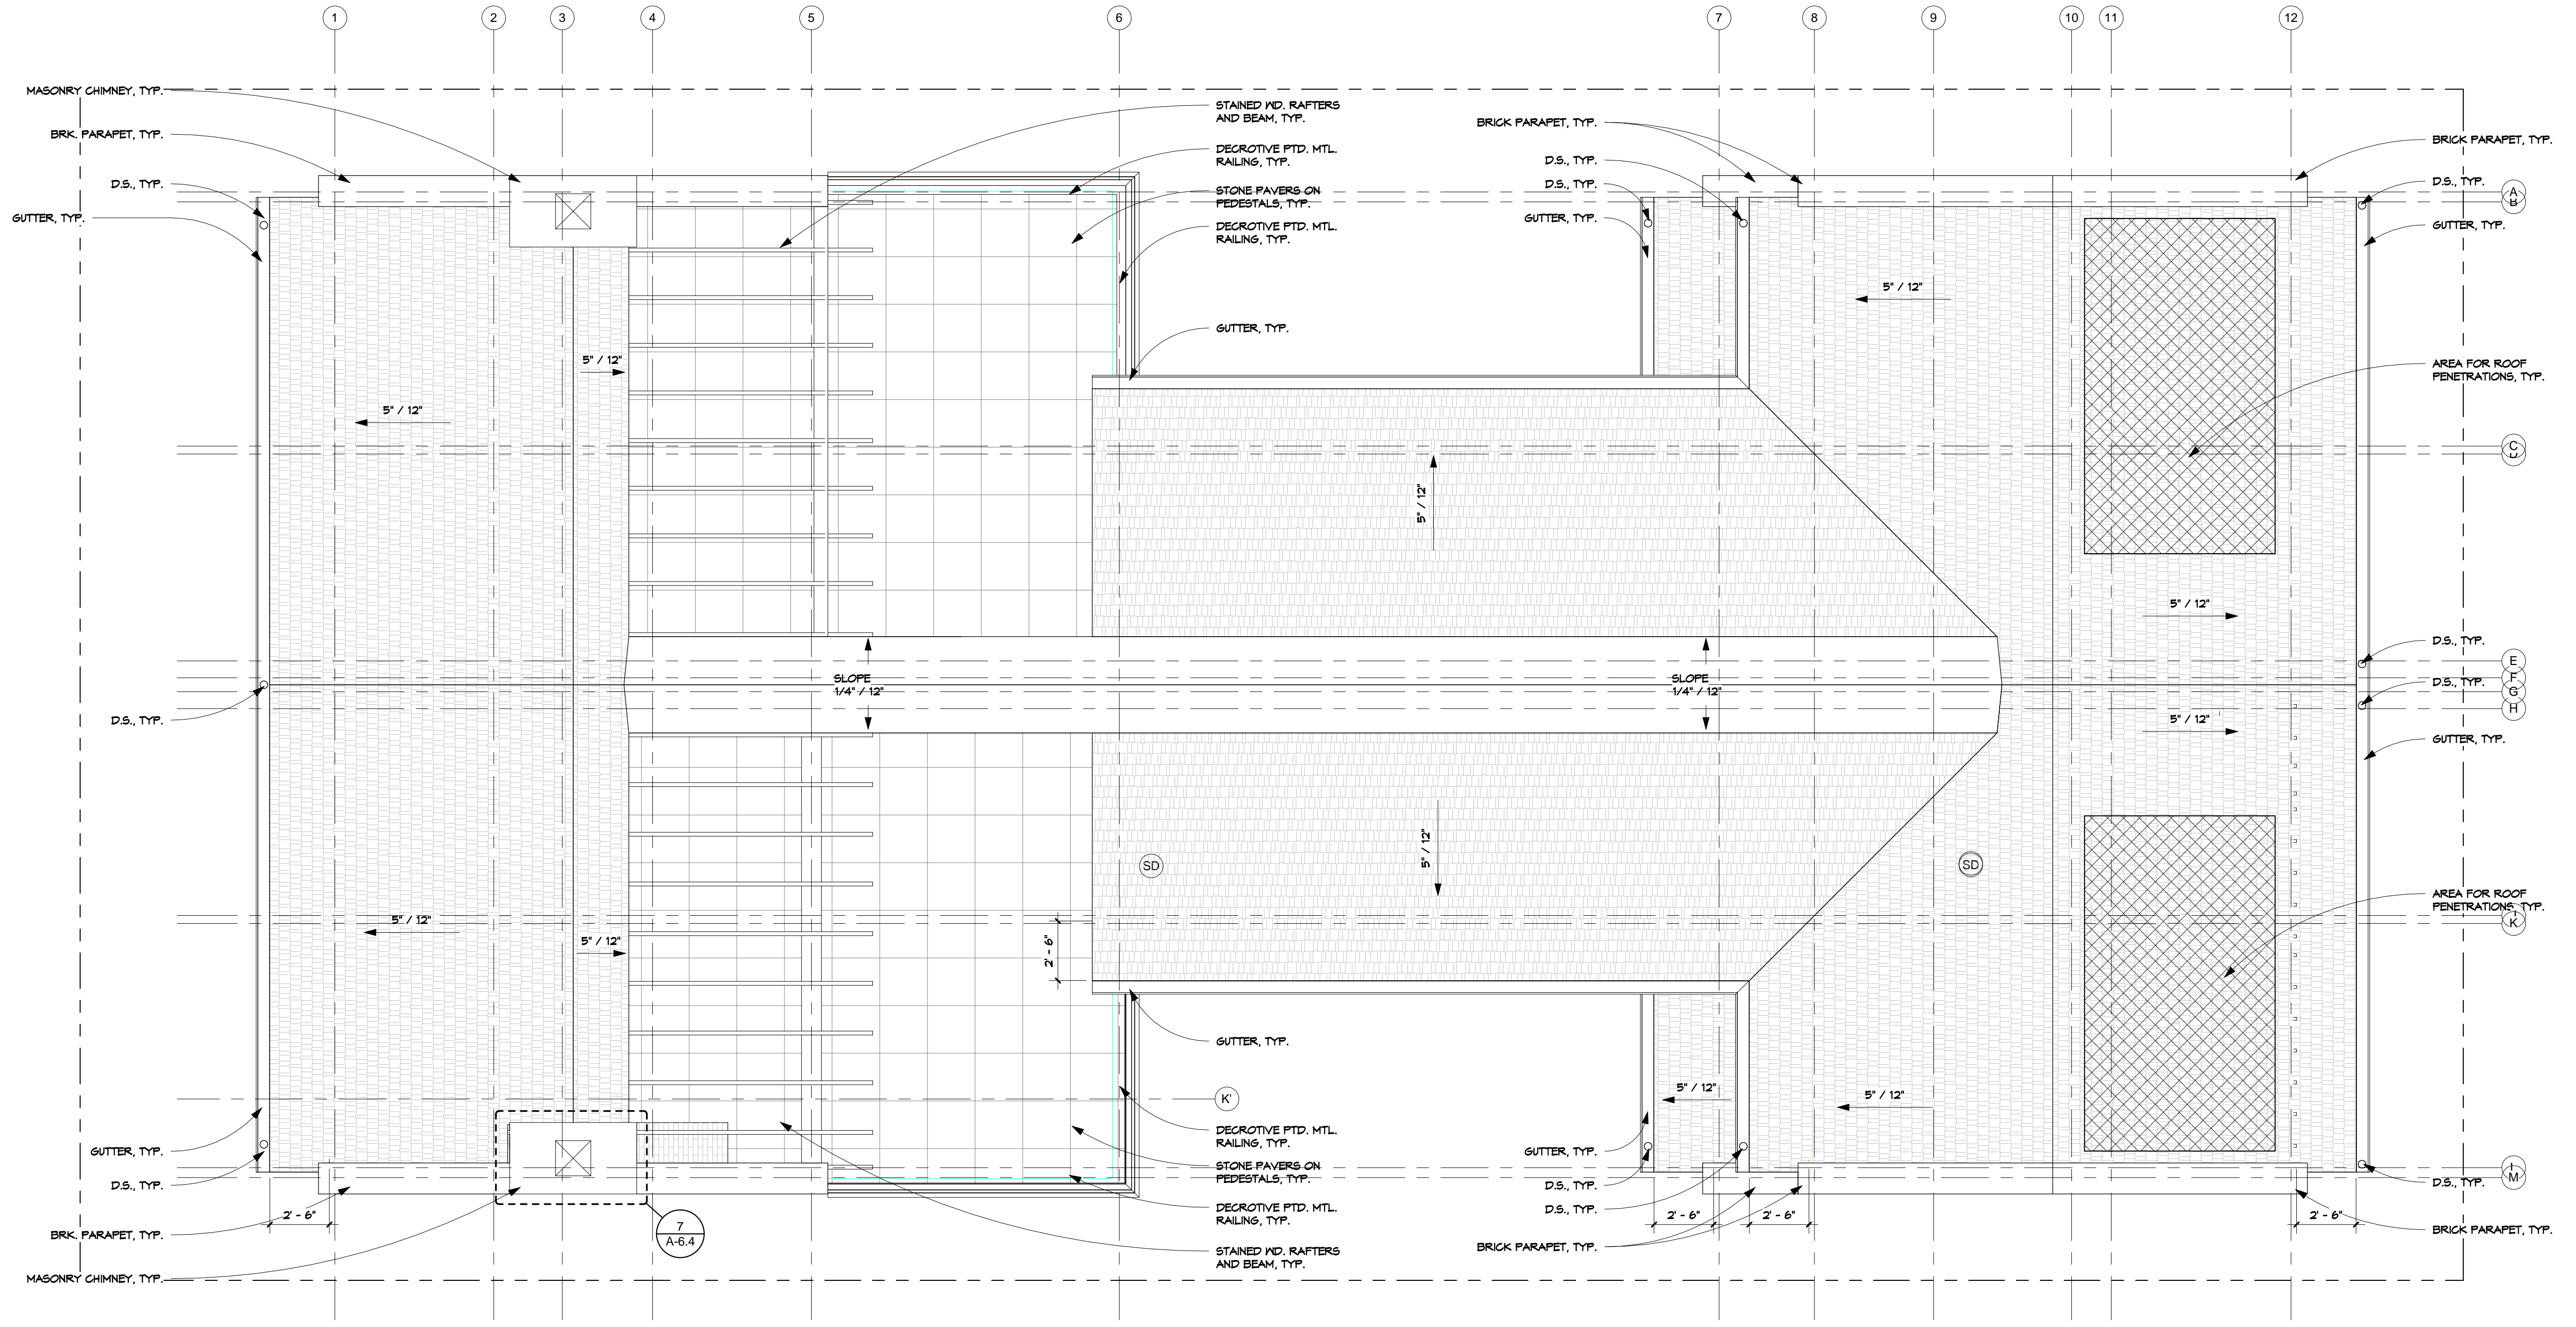 1 2 3 4 5 6 7 8 9 10 11 12
MASONRY CHIMNEY, TYP.
BRK. PARAPET, TYP.
D.S., TYP.
GUTTER, TYP.
STAINED WD. RAFTERS
AND BEAM, TYP.
DECROTIVE PTD. MTL.
RAILING, TYP.
STONE PAVERS ON
PEDESTALS, TYP.
DECROTIVE PTD. MTL.
RAILING, TYP.
GUTTER, TYP.
BRICK PARAPET, TYP.
D.S., TYP.
D.S., TYP.
GUTTER, TYP.
BRICK PARAPET, TYP.
D.S., TYP.
A
B
GUTTER, TYP.
5" / 12"
5" / 12"
5" / 12"
5" / 12"
AREA FOR ROOF
PENETRATIONS, TYP.
C
5" / 12"
D.S., TYP.
E
F
D.S., TYP.
G
H
SLOPE
1/4" / 12"
SLOPE
1/4" / 12"
D.S., TYP.
5" / 12"
GUTTER, TYP.
SD
SD
5" / 12"
5" / 12"
5" / 12"
2' - 6"
AREA FOR ROOF
PENETRATIONS, TYP.
K
GUTTER, TYP.
K'
5" / 12"
5" / 12"
DECROTIVE PTD. MTL.
RAILING, TYP.
STONE PAVERS ON
PEDESTALS, TYP.
DECROTIVE PTD. MTL.
RAILING, TYP.
STAINED WD. RAFTERS
AND BEAM, TYP.
GUTTER, TYP.
D.S., TYP.
BRK. PARAPET, TYP.
MASONRY CHIMNEY, TYP.
2' - 6"
7
A-6.4
GUTTER, TYP.
D.S., TYP.
D.S., TYP.
BRICK PARAPET, TYP.
2' - 6"
2' - 6"
2' - 6"
M
D.S., TYP.
BRICK PARAPET, TYP.